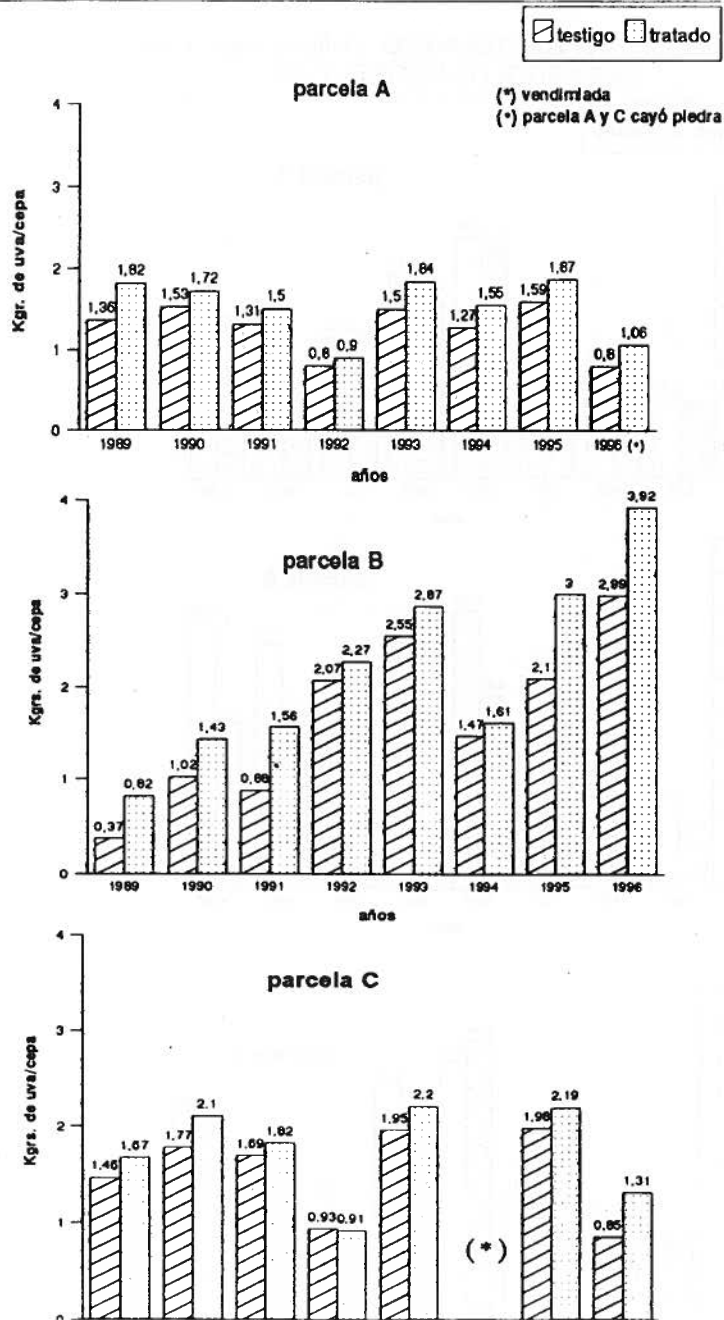 testigo tratado
parcela A
(*) vendimiada
(*) parcela A y C cayó piedra
Kgr. de uva/cepa
4
3
2
1
0
1,36 1,82 1,53 1,72 1,31 1,5 0,8 0,9 1,5 1,84 1,27 1,55 1,59 1,87 0,8 1,06
1989 1990 1991 1992 1993 1994 1995 1996 (*)
años
parcela B
Kgrs. de uva/cepa
4
3
2
1
0
0,37 0,82 1,02 1,43 0,88 1,56 2,07 2,27 2,55 2,87 1,47 1,61 2,1 3 2,99 3,92
1989 1990 1991 1992 1993 1994 1995 1996
años
parcela C
Kgrs. de uva/cepa
4
3
2
1
0
1,46 1,67 1,77 2,1 1,69 1,82 0,93 0,91 1,95 2,2 (*) 1,98 2,19 0,85 1,31